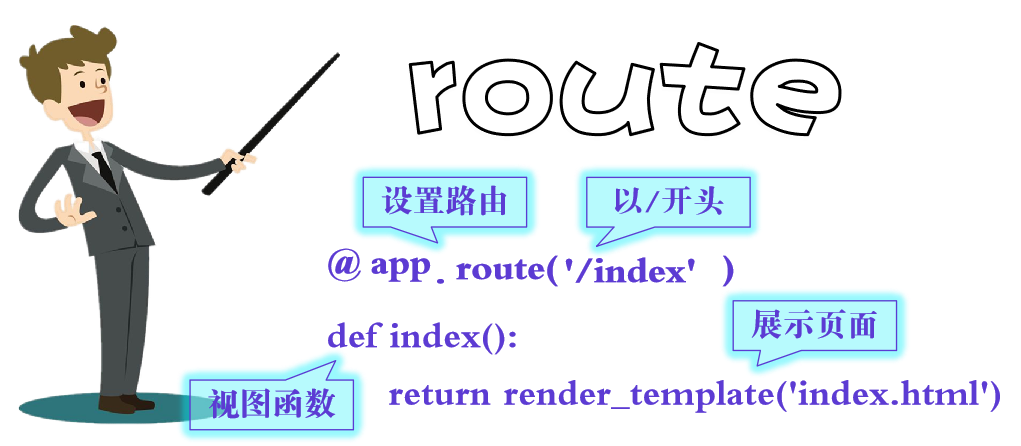 route
设置路由
以/开头
@app.route('/index' )
def index():
展示页面
return render_template('index.html')
视图函数